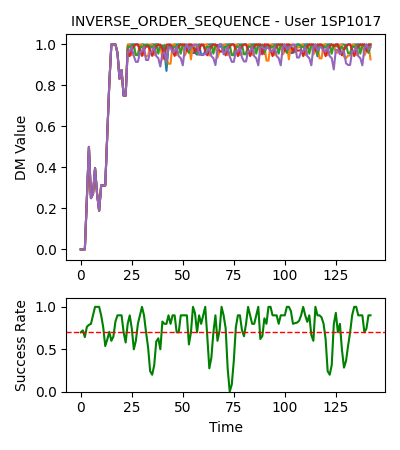 INVERSE_ORDER_SEQUENCE - User 1SP1017
DM Value
1.0
0.8
0.6
0.4
0.2
0.0
0 25 50 75 100 125
Success Rate
1.0
0.5
0.0
0 25 50 75 100 125
Time